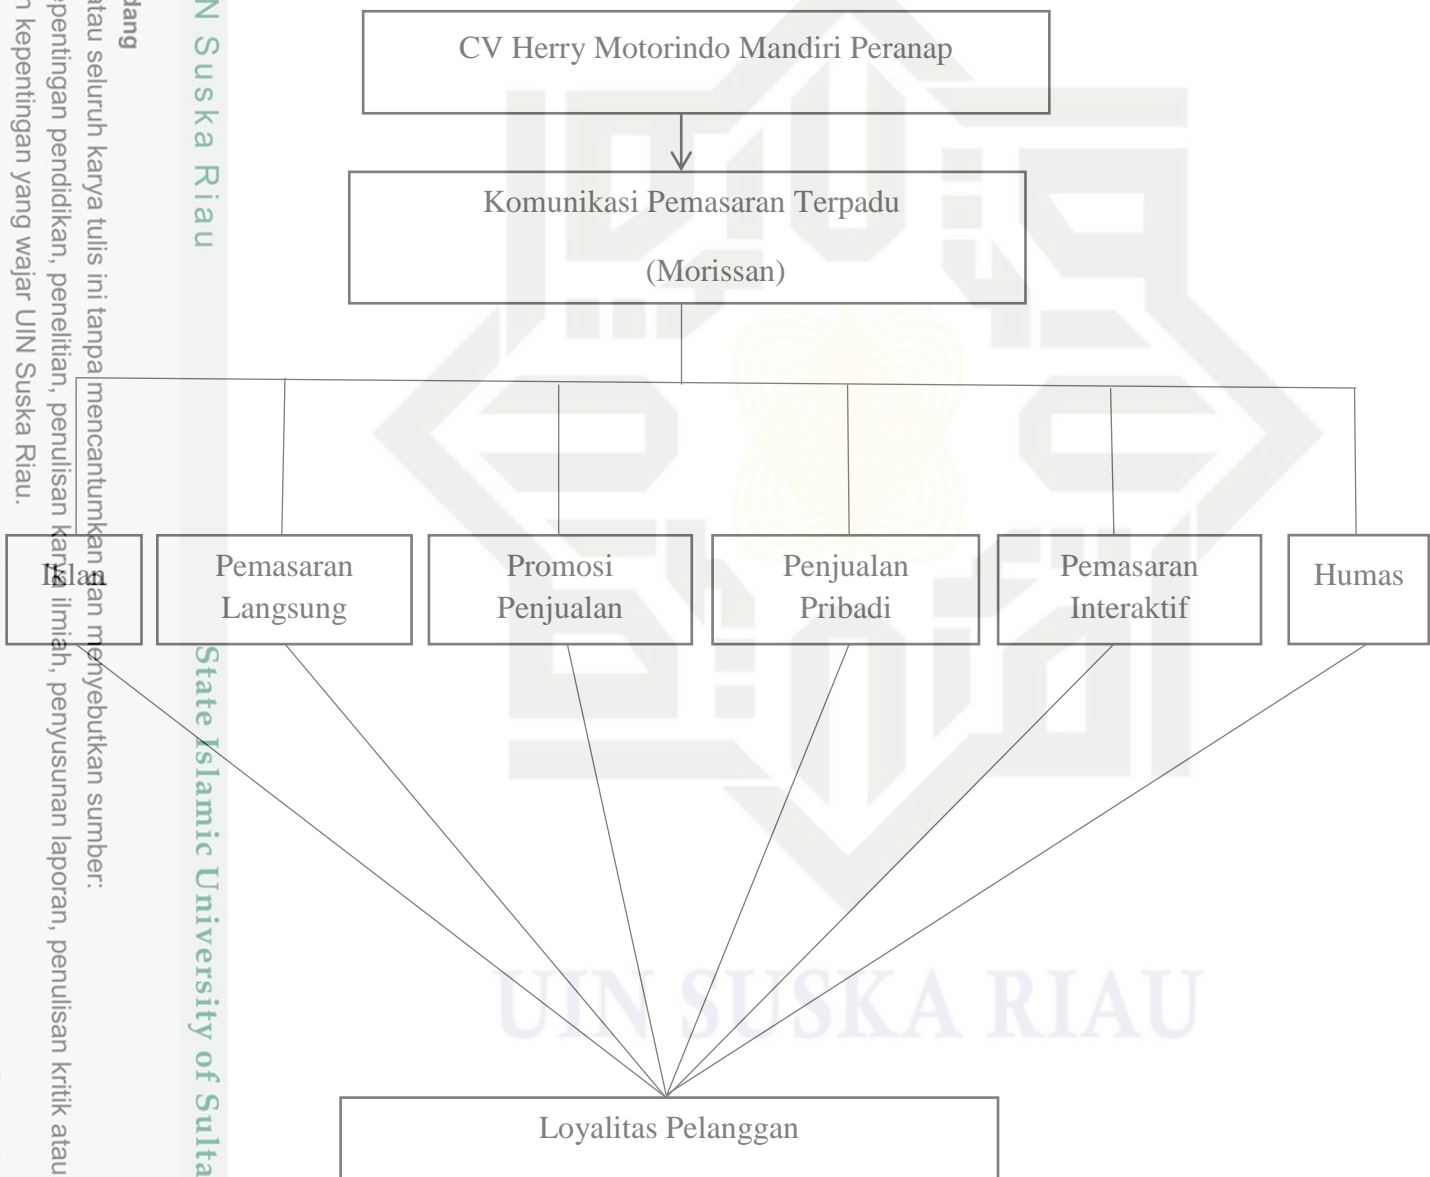 CV Herry Motorindo Mandiri Peranap
Komunikasi Pemasaran Terpadu
(Morissan)
Iklan
Pemasaran
Langsung
Promosi
Penjualan
Penjualan
Pribadi
Pemasaran
Interaktif
Humas
Loyalitas Pelanggan
UIN SUSKA RIAU
N Suska Riau
State Islamic University of Sulta
dang
atau seluruh karya tulis ini tanpa mencantumkan dan menyebutkan sumber:
epentingan pendidikan, penelitian, penulisan karya ilmiah, penyusunan laporan, penulisan kritik atau
n kepentingan yang wajar UIN Suska Riau.